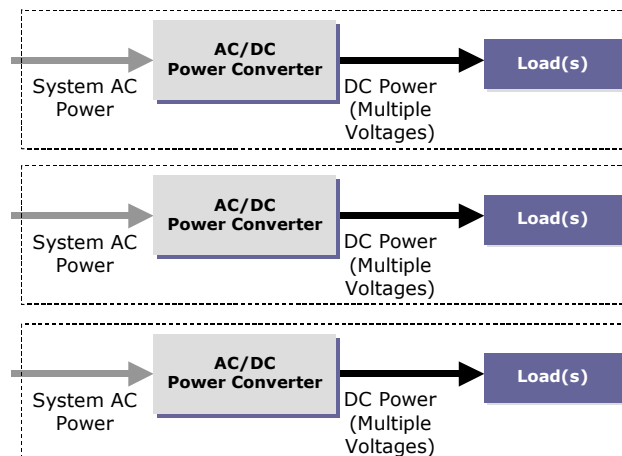 AC/DC
Power Converter
Load(s)
System AC
Power
DC Power
(Multiple
Voltages)
AC/DC
Power Converter
Load(s)
System AC
Power
DC Power
(Multiple
Voltages)
AC/DC
Power Converter
Load(s)
System AC
Power
DC Power
(Multiple
Voltages)